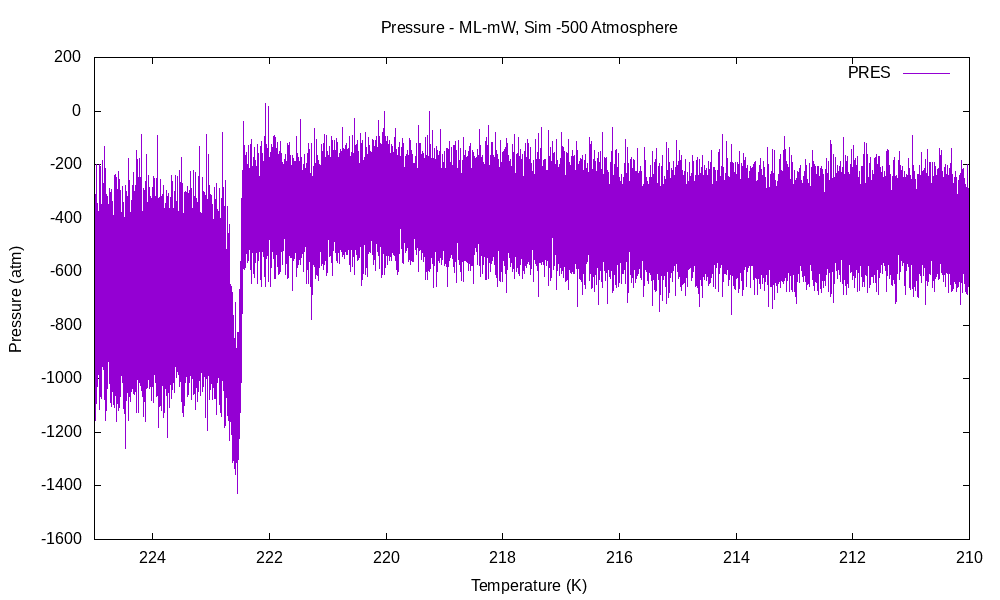 Pressure - ML-mW, Sim -500 Atmosphere
PRES
200
0
-200
-400
-600
-800
-1000
-1200
-1400
-1600
Pressure (atm)
224 222 220 218 216 214 212 210
Temperature (K)